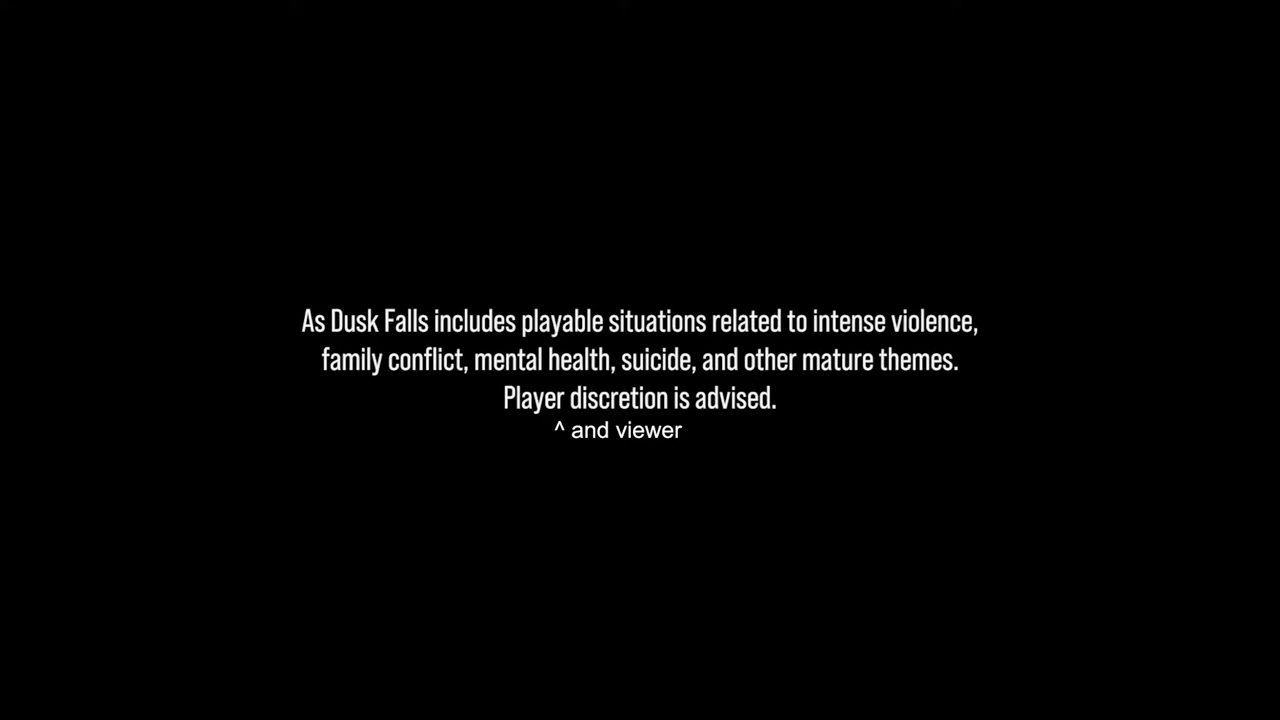 As Dusk Falls includes playable situations related to intense violence,
family conflict, mental health, suicide, and other mature themes.
Player discretion is advised.
^ and viewer